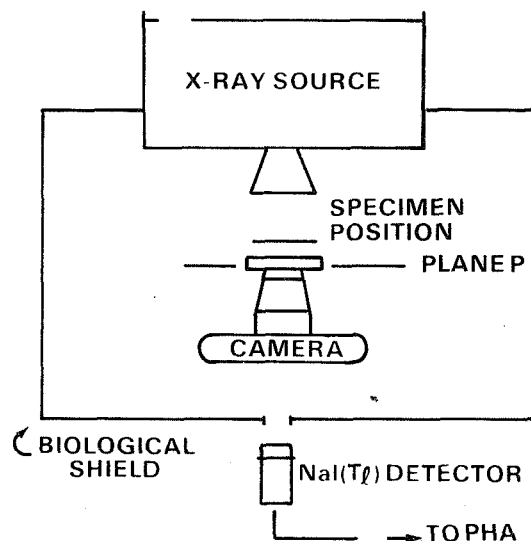 X-RAY SOURCE
SPECIMEN
POSITION
PLANE P
CAMERA
BIOLOGICAL
SHIELD
NaI(Tℓ) DETECTOR
TO PHA